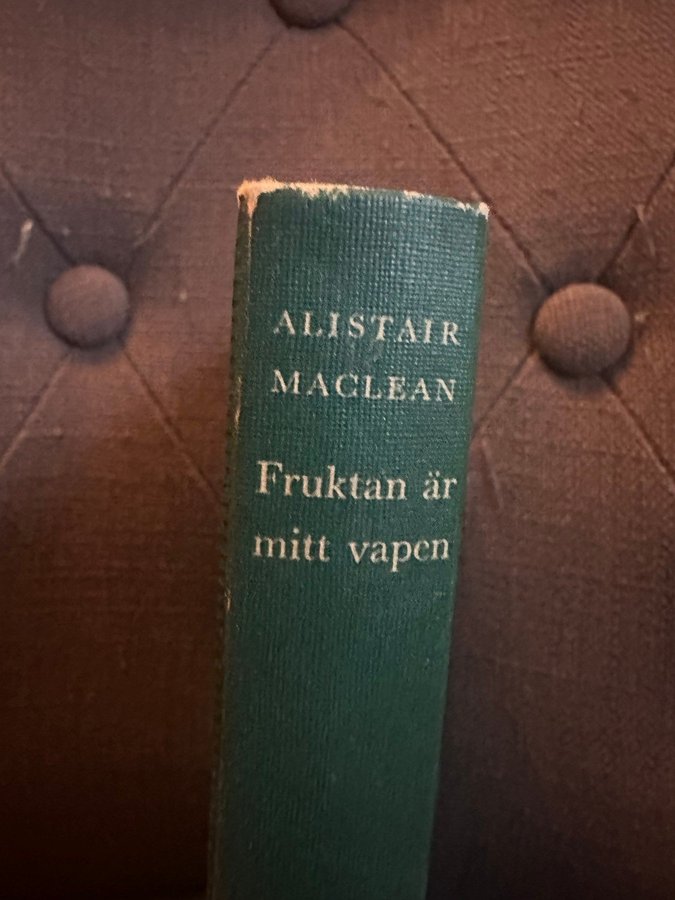 ALISTAIR
MACLEAN
Fruktan är
mitt vapen